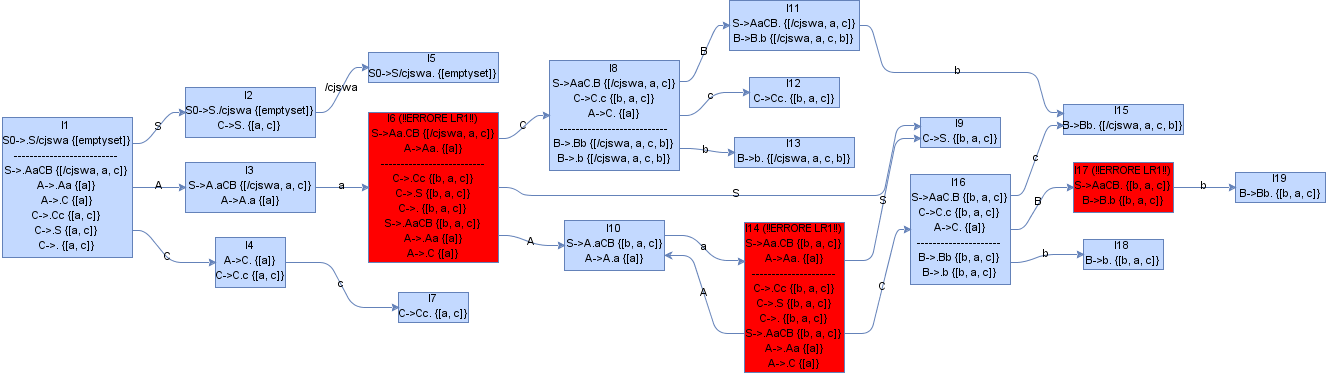 I1
S0->.S/cjswa {[emptyset]}
---------------------------
S->.AaCB {[/cjswa, a, c]}
A->.Aa {[a]}
A->.C {[a]}
C->.Cc {[a, c]}
C->.S {[a, c]}
C->. {[a, c]}
S
A
C
I2
S0->S./cjswa {[emptyset]}
C->S. {[a, c]}
/cjswa
I3
S->A.aCB {[/cjswa, a, c]}
A->A.a {[a]}
a
I4
A->C. {[a]}
C->C.c {[a, c]}
c
I5
S0->S/cjswa. {[emptyset]}
I6 (!!ERRORE LR1!!)
S->Aa.CB {[/cjswa, a, c]}
A->Aa. {[a]}
---------------------------
C->.Cc {[b, a, c]}
C->.S {[b, a, c]}
C->. {[b, a, c]}
S->.AaCB {[b, a, c]}
A->.Aa {[a]}
A->.C {[a]}
C
S
A
I7
C->Cc. {[a, c]}
I8
S->AaC.B {[/cjswa, a, c]}
C->C.c {[b, a, c]}
A->C. {[a]}
----------------------------
B->.Bb {[/cjswa, a, c, b]}
B->.b {[/cjswa, a, c, b]}
B
c
b
I10
S->A.aCB {[b, a, c]}
A->A.a {[a]}
a
A
I11
S->AaCB. {[/cjswa, a, c]}
B->B.b {[/cjswa, a, c, b]}
b
I12
C->Cc. {[b, a, c]}
I13
B->b. {[/cjswa, a, c, b]}
I14 (!!ERRORE LR1!!)
S->Aa.CB {[b, a, c]}
A->Aa. {[a]}
----------------------
C->.Cc {[b, a, c]}
C->.S {[b, a, c]}
C->. {[b, a, c]}
S->.AaCB {[b, a, c]}
A->.Aa {[a]}
A->.C {[a]}
S
C
I9
C->S. {[b, a, c]}
I16
S->AaC.B {[b, a, c]}
C->C.c {[b, a, c]}
A->C. {[a]}
----------------------
B->.Bb {[b, a, c]}
B->.b {[b, a, c]}
c
B
b
I15
B->Bb. {[/cjswa, a, c, b]}
I17 (!!ERRORE LR1!!)
S->AaCB. {[b, a, c]}
B->B.b {[b, a, c]}
b
I18
B->b. {[b, a, c]}
I19
B->Bb. {[b, a, c]}